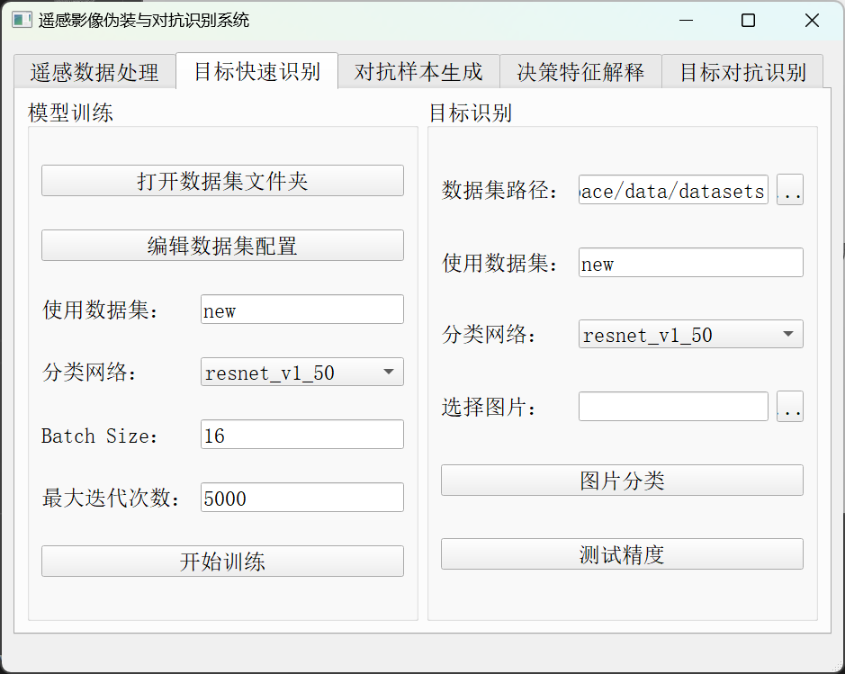 遥感影像伪装与对抗识别系统
遥感数据处理 目标快速识别 对抗样本生成 决策特征解释 目标对抗识别
模型训练
打开数据集文件夹
编辑数据集配置
使用数据集: new
分类网络: resnet_v1_50
Batch Size: 16
最大迭代次数: 5000
开始训练
目标识别
数据集路径: ace/data/datasets ...
使用数据集: new
分类网络: resnet_v1_50
选择图片: ...
图片分类
测试精度